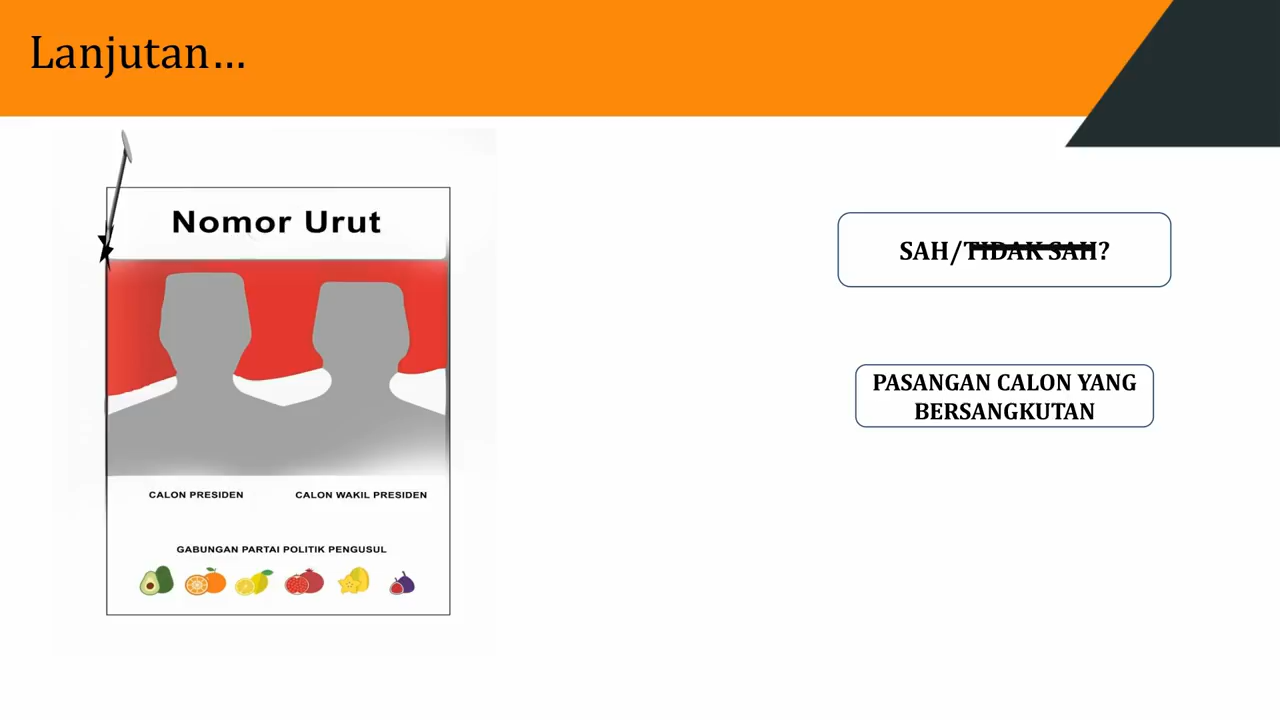 Lanjutan...
Nomor Urut
CALON PRESIDEN
CALON WAKIL PRESIDEN
GABUNGAN PARTAI POLITIK PENGUSUL
SAH/TIDAK SAH?
PASANGAN CALON YANG
BERSANGKUTAN